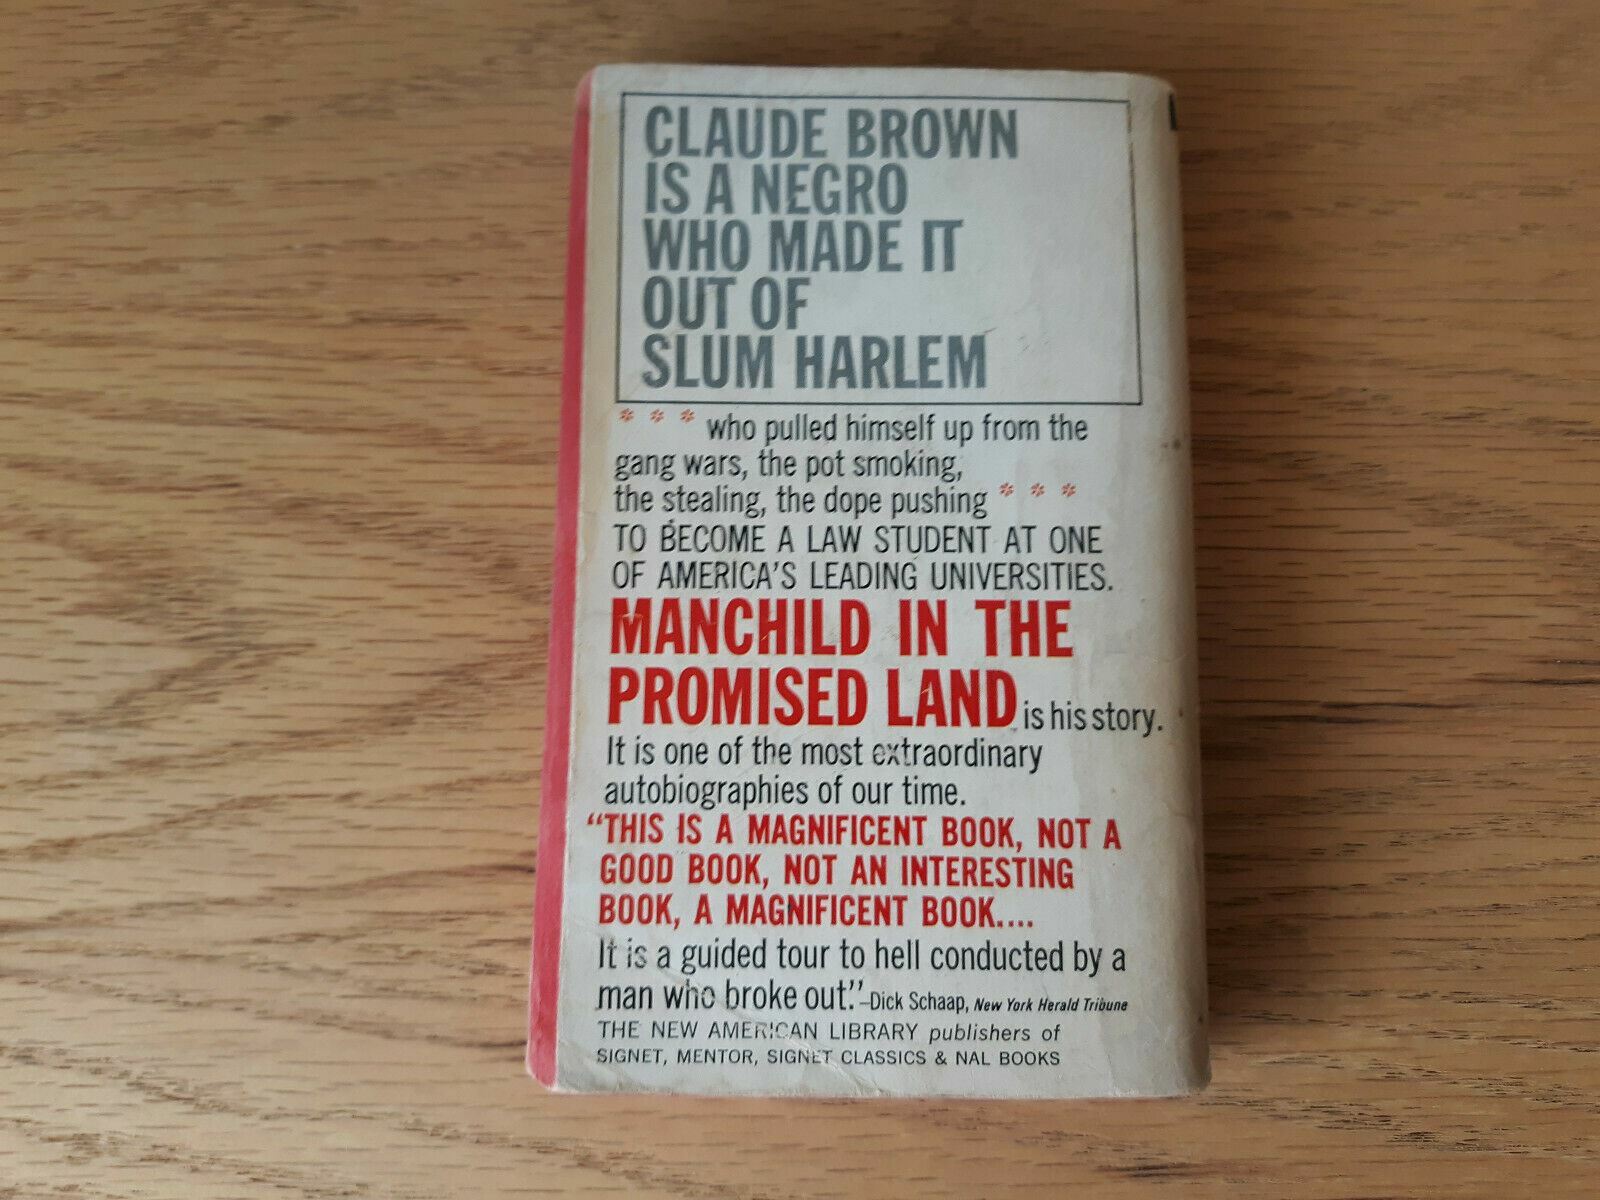 CLAUDE BROWN
IS A NEGRO
WHO MADE IT
OUT OF
SLUM HARLEM
* * * who pulled himself up from the
gang wars, the pot smoking,
the stealing, the dope pushing * * *
TO BECOME A LAW STUDENT AT ONE
OF AMERICA'S LEADING UNIVERSITIES.
MANCHILD IN THE
PROMISED LAND is his story.
It is one of the most extraordinary
autobiographies of our time.
"THIS IS A MAGNIFICENT BOOK, NOT A
GOOD BOOK, NOT AN INTERESTING
BOOK, A MAGNIFICENT BOOK....
It is a guided tour to hell conducted by a
man who broke out."—Dick Schaap, New York Herald Tribune
THE NEW AMERICAN LIBRARY publishers of
SIGNET, MENTOR, SIGNET CLASSICS & NAL BOOKS